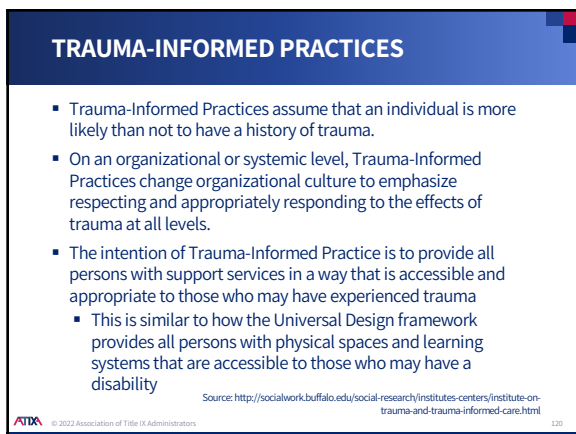 TRAUMA-INFORMED PRACTICES
▪ Trauma-Informed Practices assume that an individual is more
likely than not to have a history of trauma.
▪ On an organizational or systemic level, Trauma-Informed
Practices change organizational culture to emphasize
respecting and appropriately responding to the effects of
trauma at all levels.
▪ The intention of Trauma-Informed Practice is to provide all
persons with support services in a way that is accessible and
appropriate to those who may have experienced trauma
▪ This is similar to how the Universal Design framework
provides all persons with physical spaces and learning
systems that are accessible to those who may have a
disability
Source: http://socialwork.buffalo.edu/social-research/institutes-centers/institute-on-
trauma-and-trauma-informed-care.html
ATIXA © 2022 Association of Title IX Administrators 120